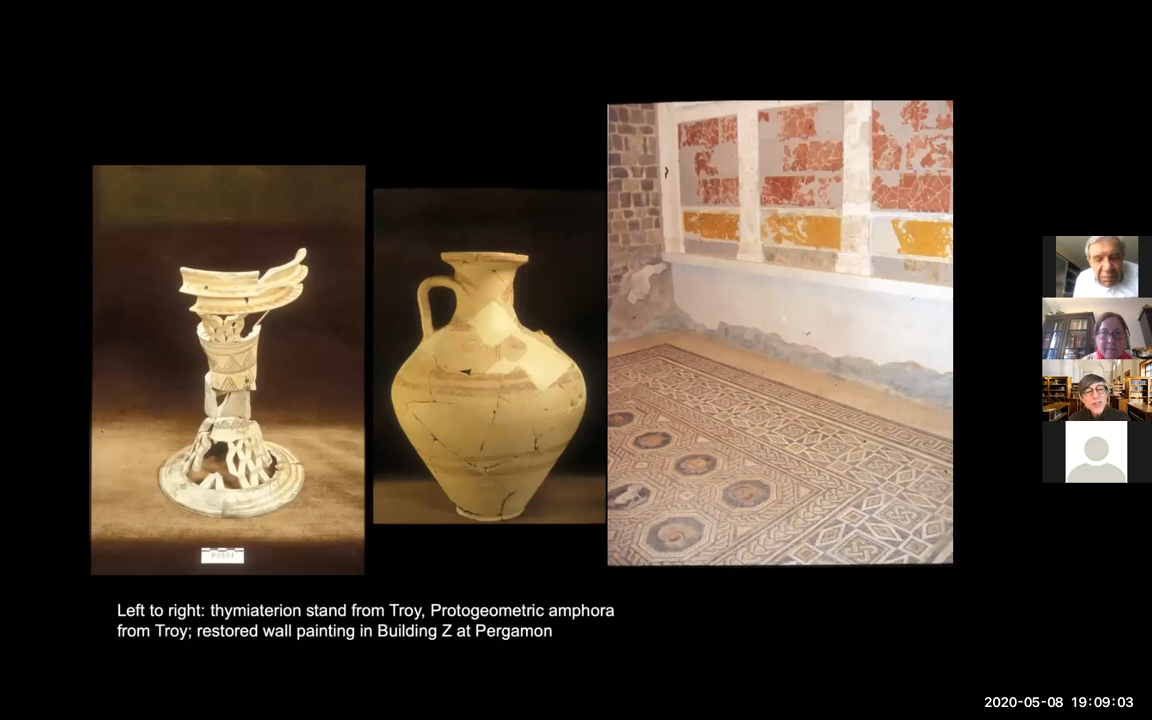 P0584
Left to right: thymiaterion stand from Troy, Protogeometric amphora
from Troy; restored wall painting in Building Z at Pergamon
2020-05-08 19:09:03